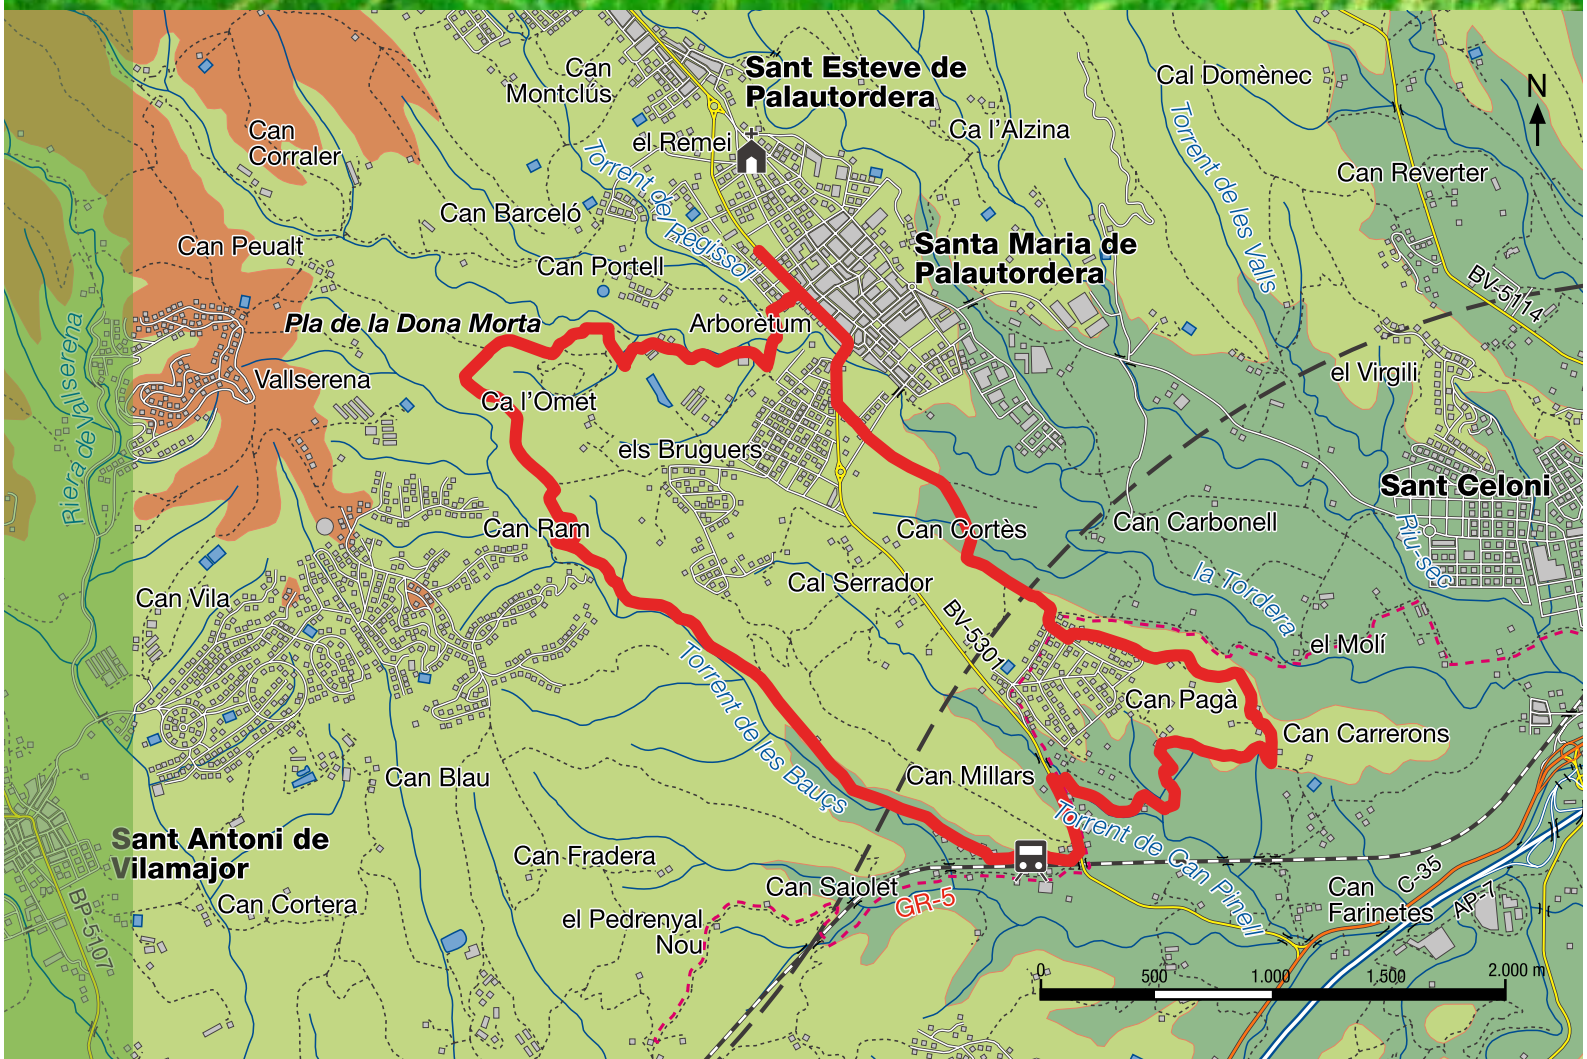 Can
Montclús
Sant Esteve de
Palautordera
Cal Domènec
N
Can
Corraler
el Remei
Ca l'Alzina
Torrent de les Valls
Can Reverter
Torrent del Regissol
Can Barceló
Can Peualt
Can Portell
Santa Maria de
Palautordera
BV-5114
Pla de la Dona Morta
Arborètum
Riera de Vallserena
Vallserena
Ca l'Omet
el Virgili
els Bruguers
Sant Celoni
Can Ram
Can Cortès
Can Carbonell
Riu-sec
Can Vila
Cal Serrador
la Tordera
BV-5301
el Molí
Torrent de les Bauçs
Can Pagà
Can Carrerons
Can Blau
Can Millars
Torrent de Can Pinell
Sant Antoni de
Vilamajor
Can Fradera
Can Saiolet
GR-5
Can
Farinetes
C-35
AP-7
Can Cortera
BP-5107
el Pedrenyal
Nou
0 500 1.000 1.500 2.000 m